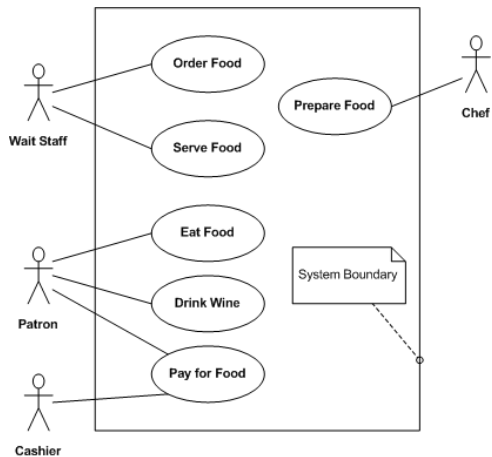 Order Food
Prepare Food
Wait Staff
Chef
Serve Food
Eat Food
System Boundary
Drink Wine
Patron
Pay for Food
Cashier